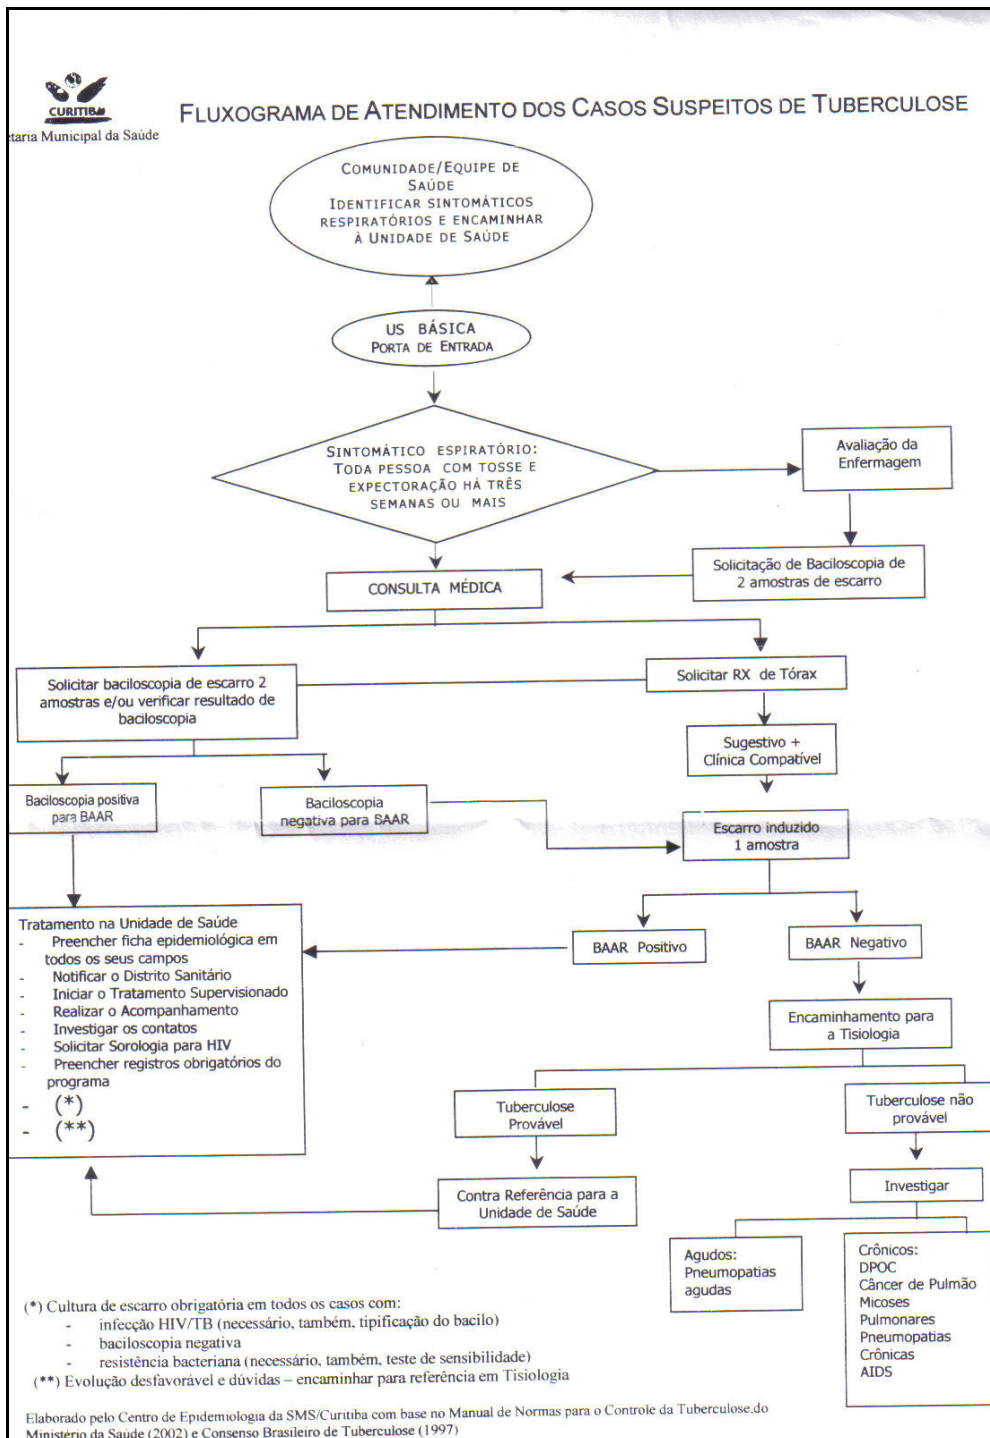 CURITIBA
etaria Municipal da Saúde
FLUXOGRAMA DE ATENDIMENTO DOS CASOS SUSPEITOS DE TUBERCULOSE
COMUNIDADE/EQUIPE DE
SAÚDE
IDENTIFICAR SINTOMÁTICOS
RESPIRATÓRIOS E ENCAMINHAR
À UNIDADE DE SAÚDE
US BÁSICA
PORTA DE ENTRADA
SINTOMÁTICO ESPIRATÓRIO:
TODA PESSOA COM TOSSE E
EXPECTORAÇÃO HÁ TRÊS
SEMANAS OU MAIS
Avaliação da
Enfermagem
Solicitação de Baciloscopia de
2 amostras de escarro
CONSULTA MÉDICA
Solicitar baciloscopia de escarro 2
amostras e/ou verificar resultado de
baciloscopia
Solicitar RX de Tórax
Sugestivo +
Clínica Compatível
Baciloscopia positiva
para BAAR
Baciloscopia
negativa para BAAR
Escarro induzido
1 amostra
BAAR Positivo
BAAR Negativo
Tratamento na Unidade de Saúde
- Preencher ficha epidemiológica em
todos os seus campos
- Notificar o Distrito Sanitário
- Iniciar o Tratamento Supervisionado
- Realizar o Acompanhamento
- Investigar os contatos
- Solicitar Sorologia para HIV
- Preencher registros obrigatórios do
programa
- (*)
- (**)
Encaminhamento para
a Tisiologia
Tuberculose
Provável
Tuberculose não
provável
Contra Referência para a
Unidade de Saúde
Investigar
Agudos:
Pneumopatias
agudas
Crônicos:
DPOC
Câncer de Pulmão
Micoses
Pulmonares
Pneumopatias
Crônicas
AIDS
(*) Cultura de escarro obrigatória em todos os casos com:
- infecção HIV/TB (necessário, também, tipificação do bacilo)
- baciloscopia negativa
- resistência bacteriana (necessário, também, teste de sensibilidade)
(**) Evolução desfavorável e dúvidas – encaminhar para referência em Tisiologia
Elaborado pelo Centro de Epidemiologia da SMS/Curitiba com base no Manual de Normas para o Controle da Tuberculose.do
Ministério da Saúde (2002) e Consenso Brasileiro de Tuberculose (1997)